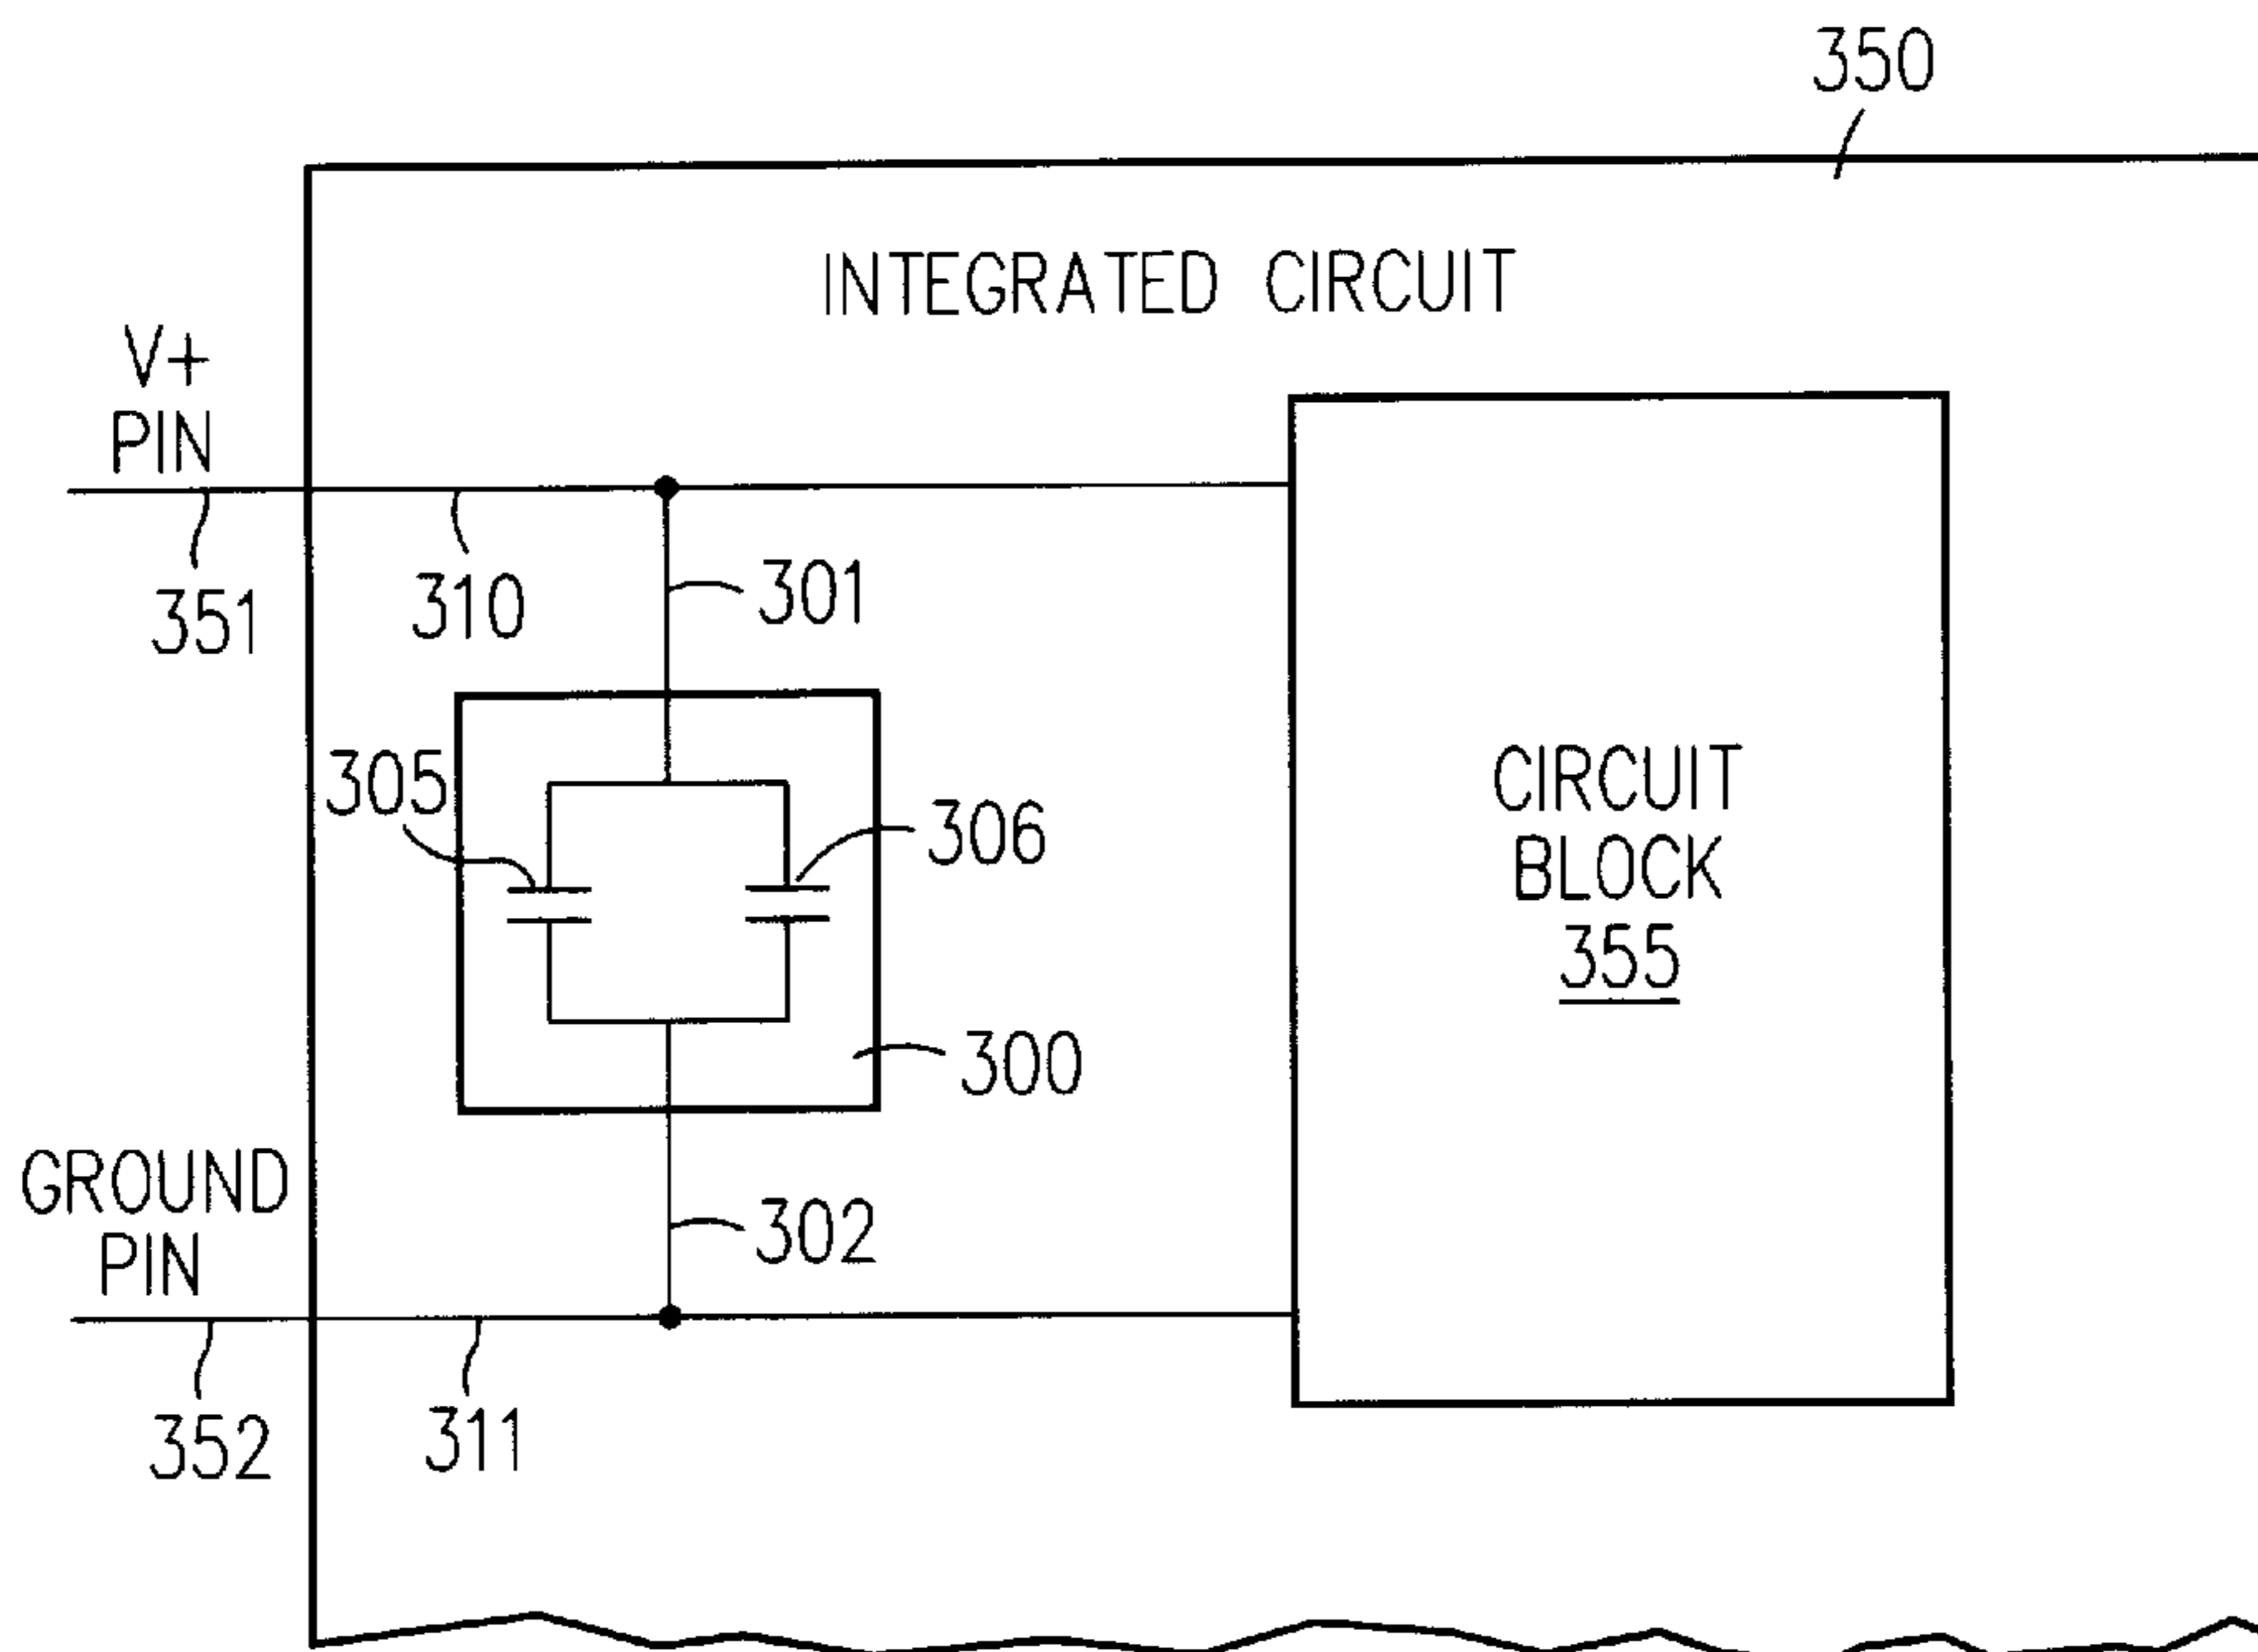 350
INTEGRATED CIRCUIT
V+
PIN
351
310
301
305
306
300
CIRCUIT
BLOCK
355
GROUND
PIN
302
352
311